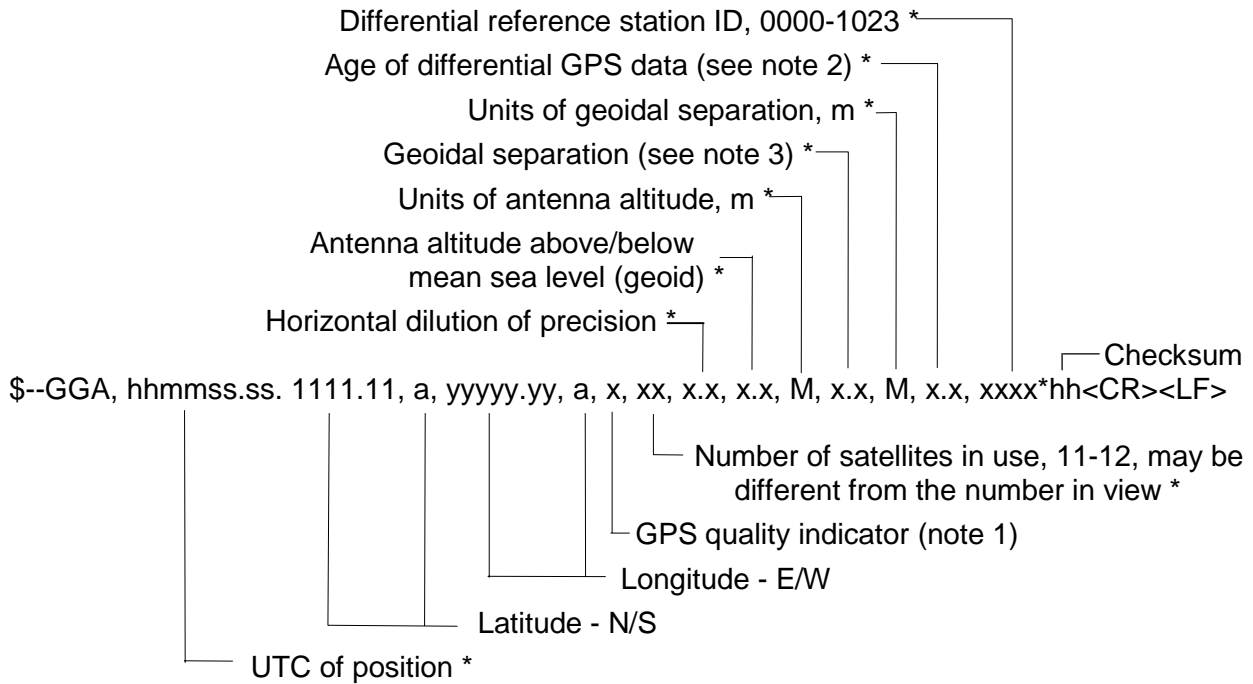 Differential reference station ID, 0000-1023 *
Age of differential GPS data (see note 2) *
Units of geoidal separation, m *
Geoidal separation (see note 3) *
Units of antenna altitude, m *
Antenna altitude above/below
mean sea level (geoid) *
Horizontal dilution of precision *
Checksum
$--GGA, hhmmss.ss. 1111.11, a, yyyyy.yy, a, x, xx, x.x, x.x, M, x.x, M, x.x, xxxx*hh<CR><LF>
Number of satellites in use, 11-12, may be
different from the number in view *
GPS quality indicator (note 1)
Longitude - E/W
Latitude - N/S
UTC of position *